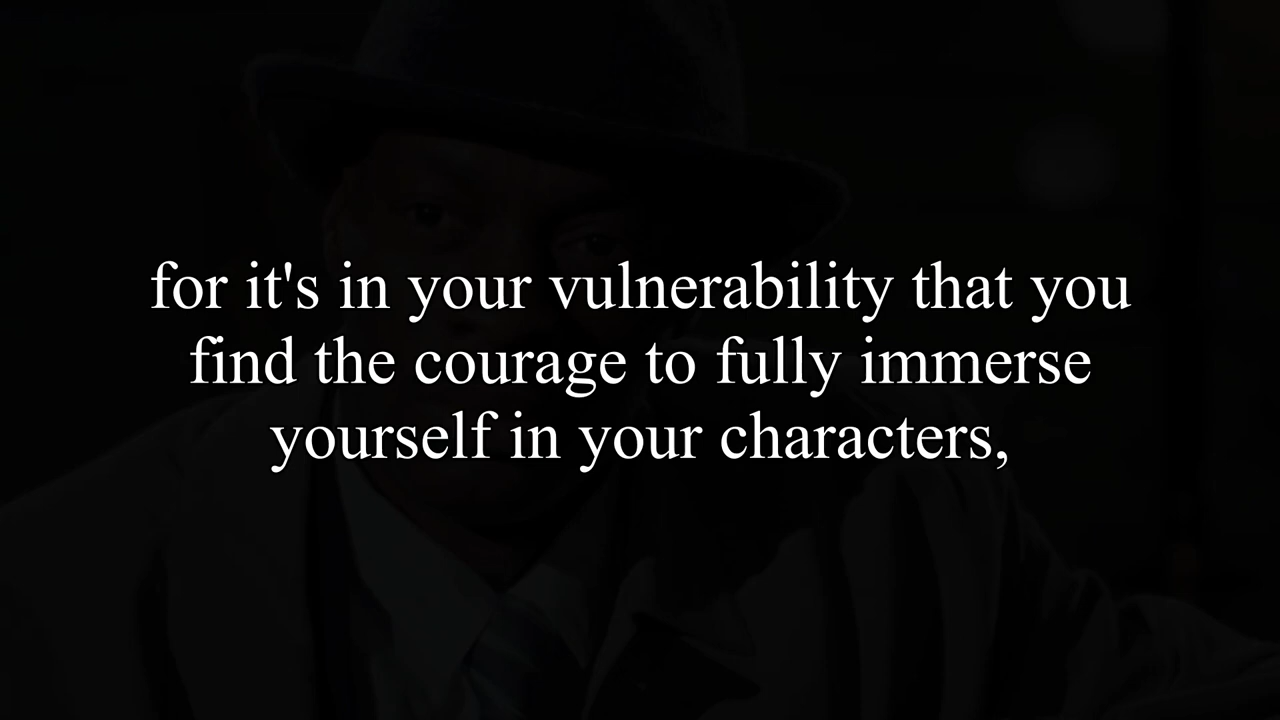 for it's in your vulnerability that you
find the courage to fully immerse
yourself in your characters,